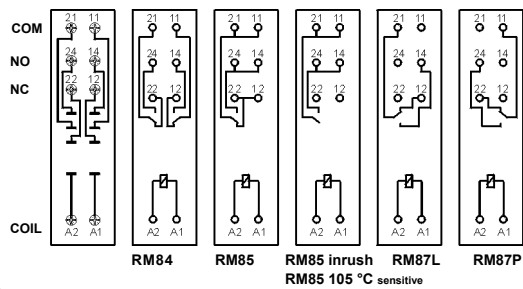 21 11 21 11 21 11 21 11 21 11 21 11
COM
24 14 24 14 24 14 24 14 24 14 24 14
NO
22 12 22 12 22 12 22 12 22 12 22 12
NC
COIL
A2 A1 A2 A1 A2 A1 A2 A1 A2 A1 A2 A1
RM84 RM85 RM85 inrush RM87L RM87P
RM85 105 °C sensitive